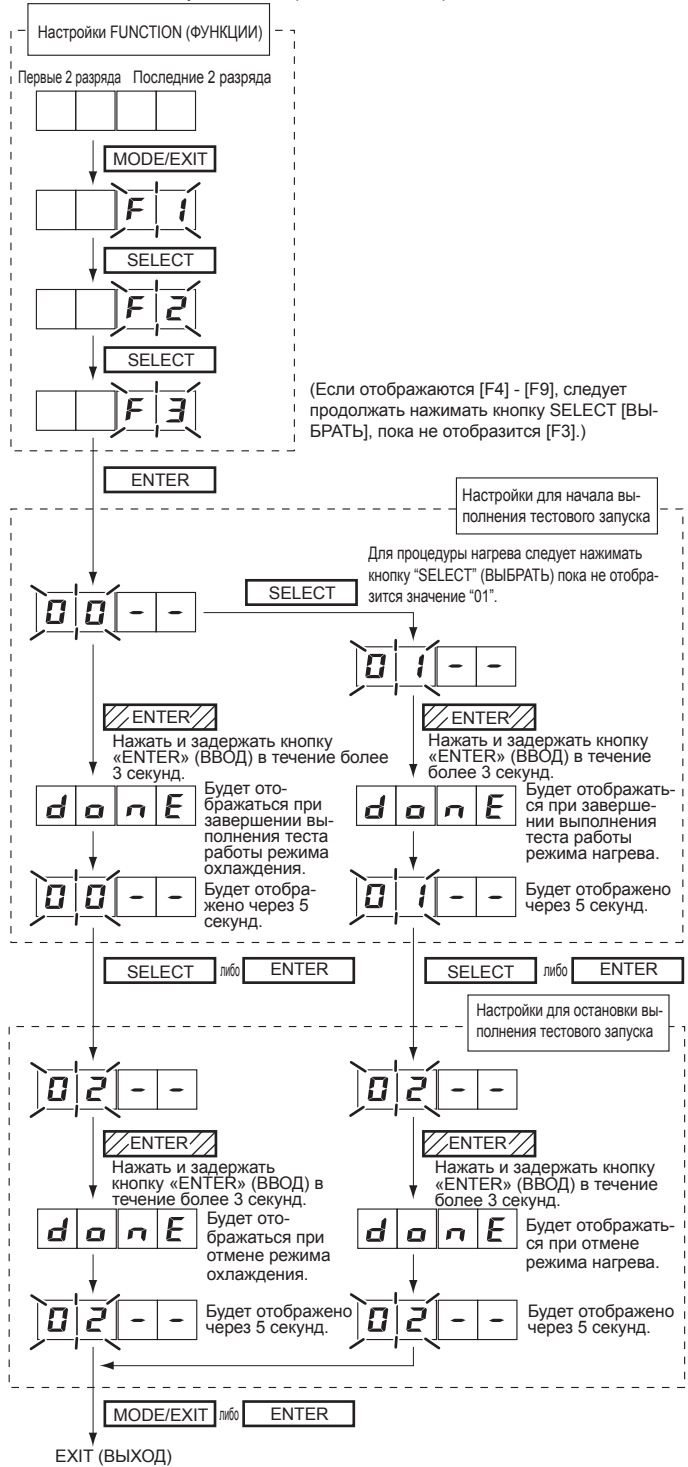 Настройки FUNCTION (ФУНКЦИИ)
Первые 2 разряда Последние 2 разряда
MODE/EXIT
F 1
SELECT
F 2
SELECT
F 3
(Если отображаются [F4] - [F9], следует
продолжать нажимать кнопку SELECT [ВЫ-
БРАТЬ], пока не отобразится [F3].)
ENTER
Настройки для начала вы-
полнения тестового запуска
Для процедуры нагрева следует нажимать
кнопку “SELECT” (ВЫБРАТЬ) пока не отобра-
зится значение “01”.
SELECT
0 0 - -
0 1 - -
ENTER
Нажать и задержать кнопку
«ENTER» (ВВОД) в течение более
3 секунд.
ENTER
Нажать и задержать кнопку
«ENTER» (ВВОД) в течение
более 3 секунд.
d o n E
Будет ото-
бражаться при
завершении вы-
полнения теста
работы режима
охлаждения.
d o n E
Будет отображать-
ся при заверше-
нии выполнения
теста работы
режима нагрева.
0 0 - -
Будет отобра-
жено через 5
секунд.
0 1 - -
Будет отображено
через 5 секунд.
SELECT либо ENTER
SELECT либо ENTER
Настройки для остановки вы-
полнения тестового запуска
0 2 - -
0 2 - -
ENTER
Нажать и задержать
кнопку «ENTER» (ВВОД) в
течение более 3 секунд.
ENTER
Нажать и задержать кнопку
«ENTER» (ВВОД) в течение
более 3 секунд.
d o n E
Будет ото-
бражаться при
отмене режима
охлаждения.
d o n E
Будет отображать-
ся при отмене
режима нагрева.
0 2 - -
Будет отображено
через 5 секунд.
0 2 - -
Будет отображено
через 5 секунд.
MODE/EXIT либо ENTER
EXIT (ВЫХОД)